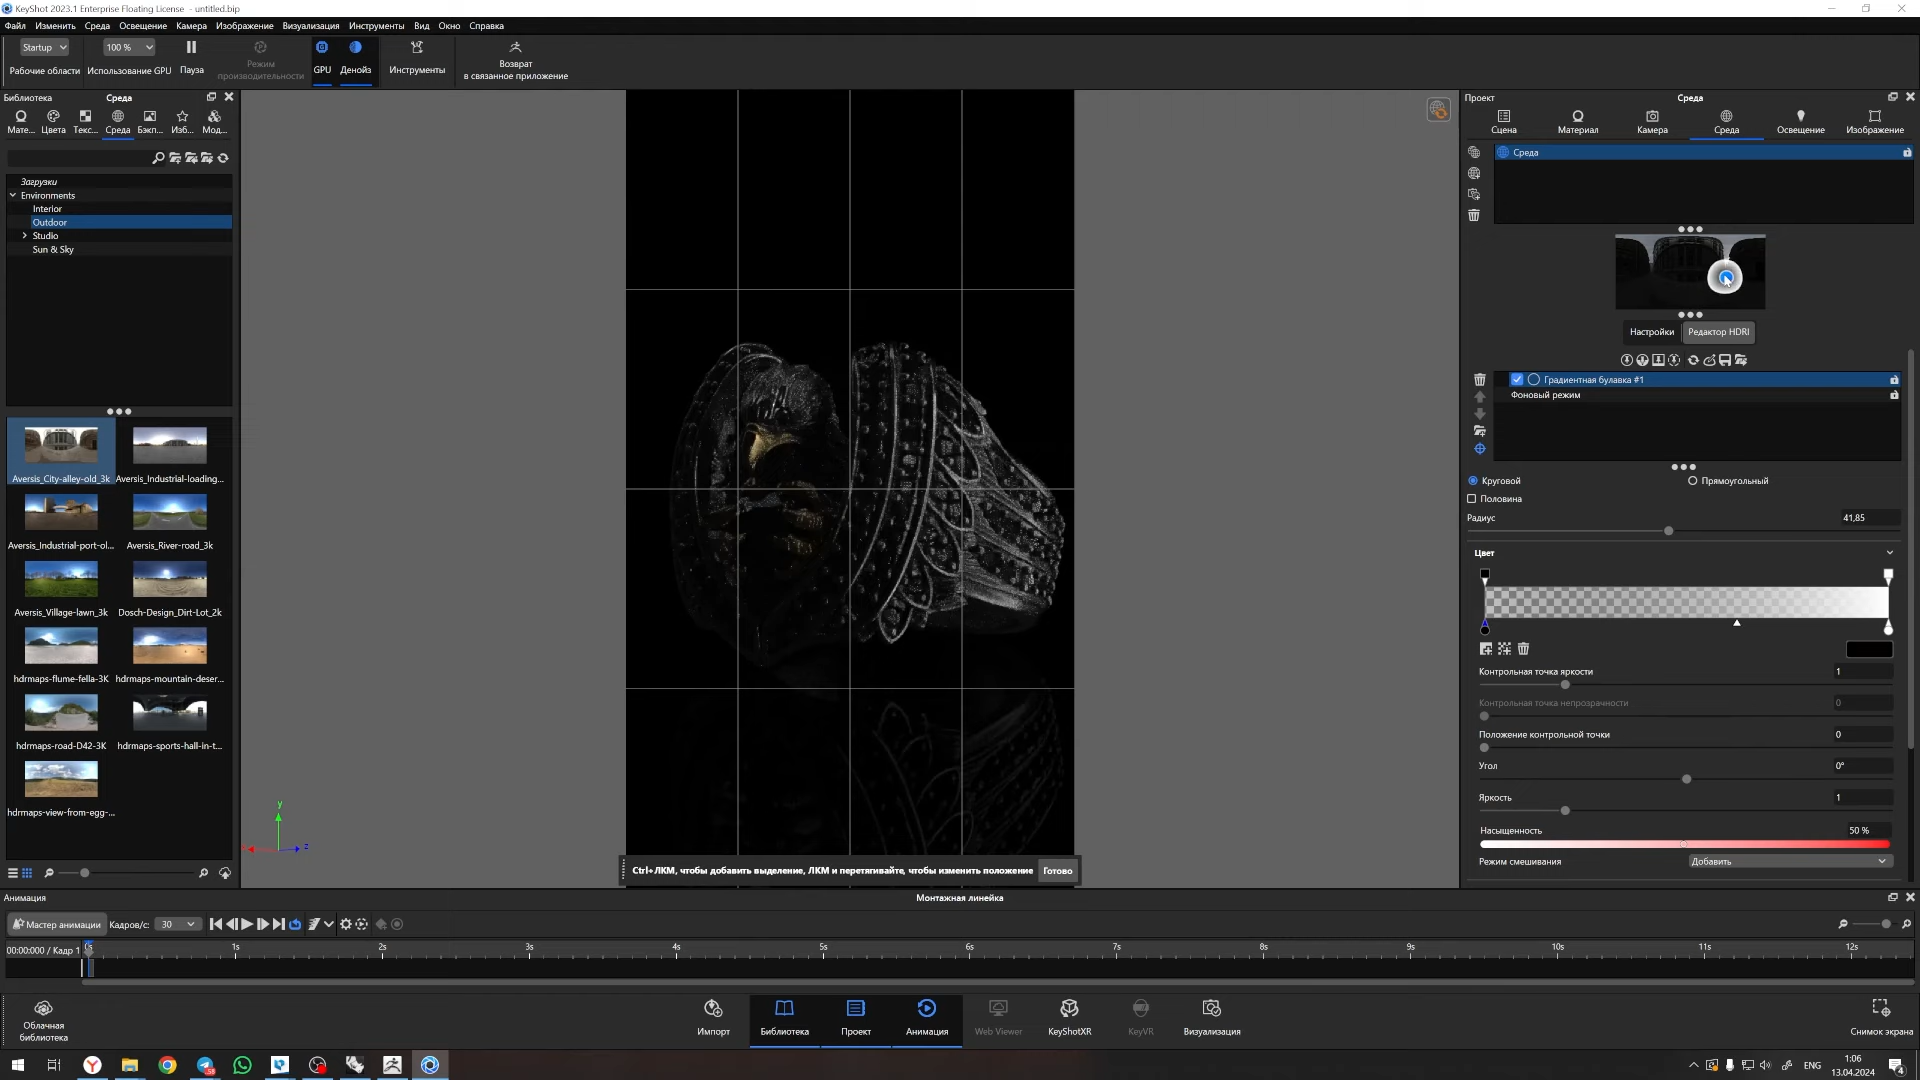 KeyShot 2023.1 Enterprise Floating License - untitled.bip
Файл Изменить Среда Освещение Камера Изображение Визуализация Инструменты Вид Окно Справка
Startup 100 %
Рабочие области Использование GPU Пауза Режим производительности GPU Денойз Инструменты Возврат в связанное приложение
Библиотека Среда
Мате... Цвета Текс... Среда Бэкп... Изб... Мод...
Загрузки
Environments
Interior
Outdoor
Studio
Sun & Sky
Aversis_City-alley-old_3k Aversis_Industrial-loading...
Aversis_Industrial-port-ol... Aversis_River-road_3k
Aversis_Village-lawn_3k Dosch-Design_Dirt-Lot_2k
hdrmaps-flume-fella-3K hdrmaps-mountain-deser...
hdrmaps-road-D42-3K hdrmaps-sports-hall-in-t...
hdrmaps-view-from-egg-...
y
z
Ctrl+ЛКМ, чтобы добавить выделение, ЛКМ и перетягивайте, чтобы изменить положение Готово
Проект Среда
Сцена Материал Камера Среда Освещение Изображение
Среда
Настройки Редактор HDRI
Градиентная булавка #1
Фоновый режим
Круговой Прямоугольный
Половина
Радиус 41,85
Цвет
Контрольная точка яркости 1
Контрольная точка непрозрачности 0
Положение контрольной точки 0
Угол 0°
Яркость 1
Насыщенность 50 %
Режим смешивания Добавить
Анимация Монтажная линейка
Мастер анимации Кадров/с: 30
00:00:000 / Кадр 1 0s 1s 2s 3s 4s 5s 6s 7s 8s 9s 10s 11s 12s
Облачная библиотека Импорт Библиотека Проект Анимация Web Viewer KeyShotXR KeyVR Визуализация Снимок экрана
ENG 1:06
13.04.2024